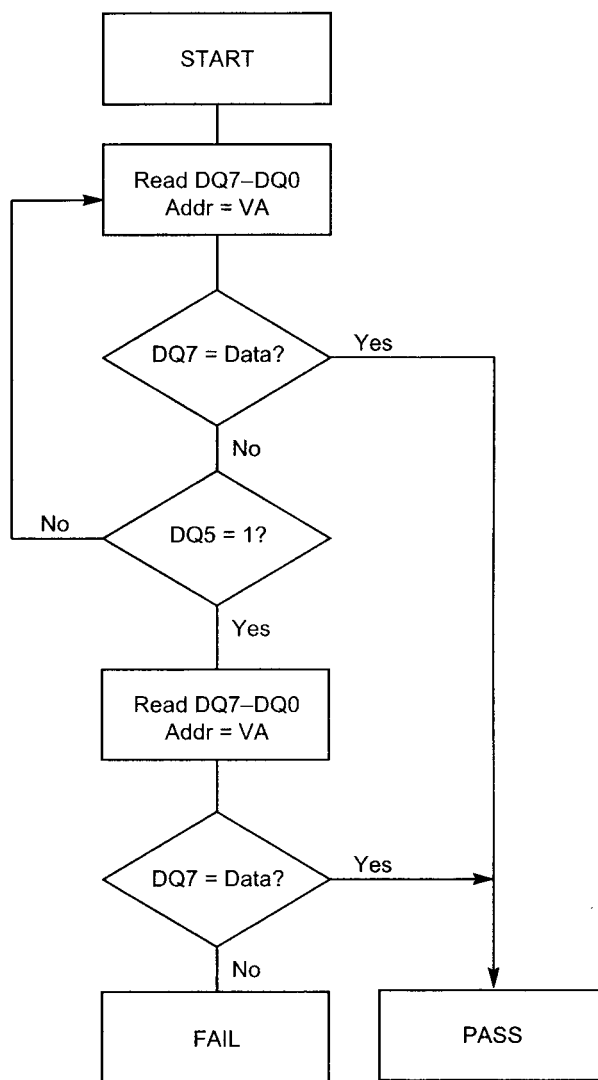 START
Read DQ7–DQ0
Addr = VA
DQ7 = Data?
Yes
No
DQ5 = 1?
No
Yes
Read DQ7–DQ0
Addr = VA
DQ7 = Data?
Yes
No
FAIL
PASS